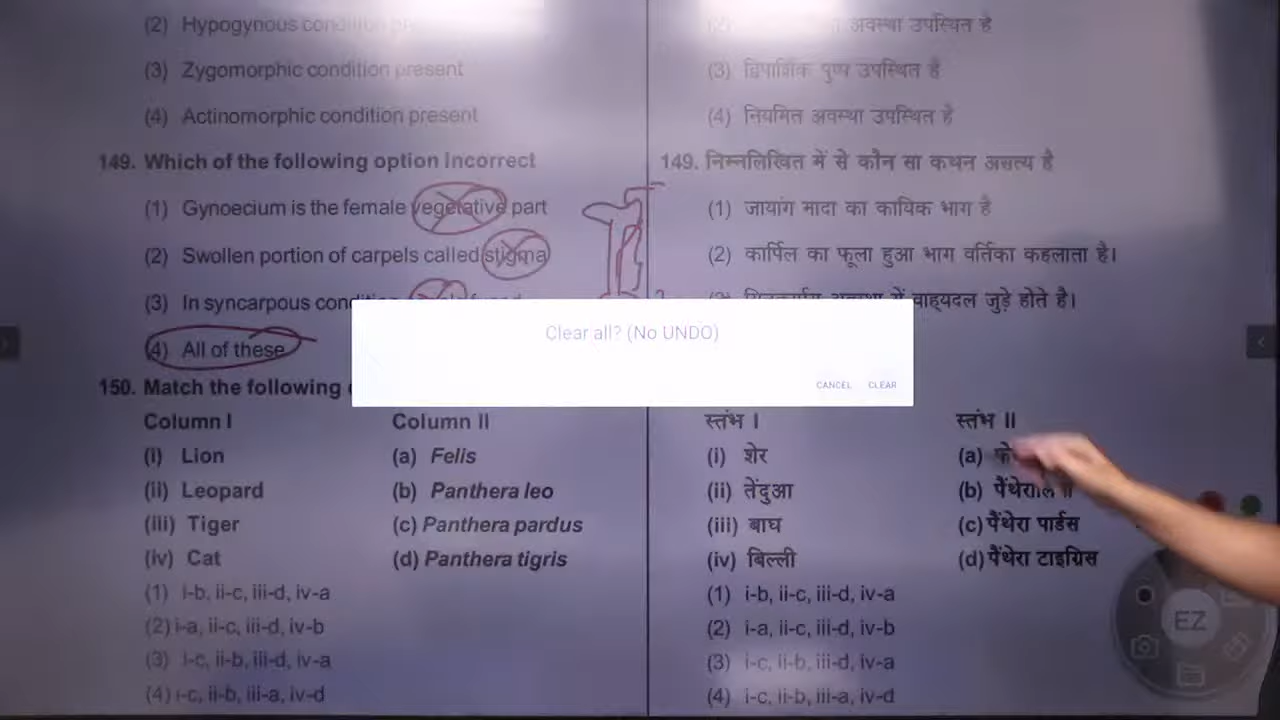 (2) Hypogynous
(3) Zygomorphic condition present
(4) Actinomorphic condition present
149. Which of the following option Incorrect
(1) Gynoecium is the female vegetative part
(2) Swollen portion of carpels called stigma
(3) In syncarpous
(4) All of these
150. Match the following
Column I Column II
(i) Lion (a) Felis
(ii) Leopard (b) Panthera leo
(iii) Tiger (c) Panthera pardus
(iv) Cat (d) Panthera tigris
(1) i-b, ii-c, iii-d, iv-a
(2) i-a, ii-c, iii-d, iv-b
(3) i-c, ii-b, iii-d, iv-a
(4) i-c, ii-b, iii-a, iv-d
अवस्था उपस्थित है
(3) द्विपार्शिक पुष्प उपस्थित है
(4) नियमित अवस्था उपस्थित है
149. निम्नलिखित में से कौन सा कथन असत्य है
(1) जायांग मादा का कायिक भाग है
(2) कार्पिल का फूला हुआ भाग वर्तिका कहलाता है।
में वाह्यदल जुड़े होते है।
स्तंभ I स्तंभ II
(i) शेर (a)
(ii) तेंदुआ (b)
(iii) बाघ (c) पैंथेरा पार्डस
(iv) बिल्ली (d) पैंथेरा टाइग्रिस
(1) i-b, ii-c, iii-d, iv-a
(2) i-a, ii-c, iii-d, iv-b
(3) i-c, ii-b, iii-d, iv-a
(4) i-c, ii-b, iii-a, iv-d
Clear all? (No UNDO)
CANCEL CLEAR
EZ